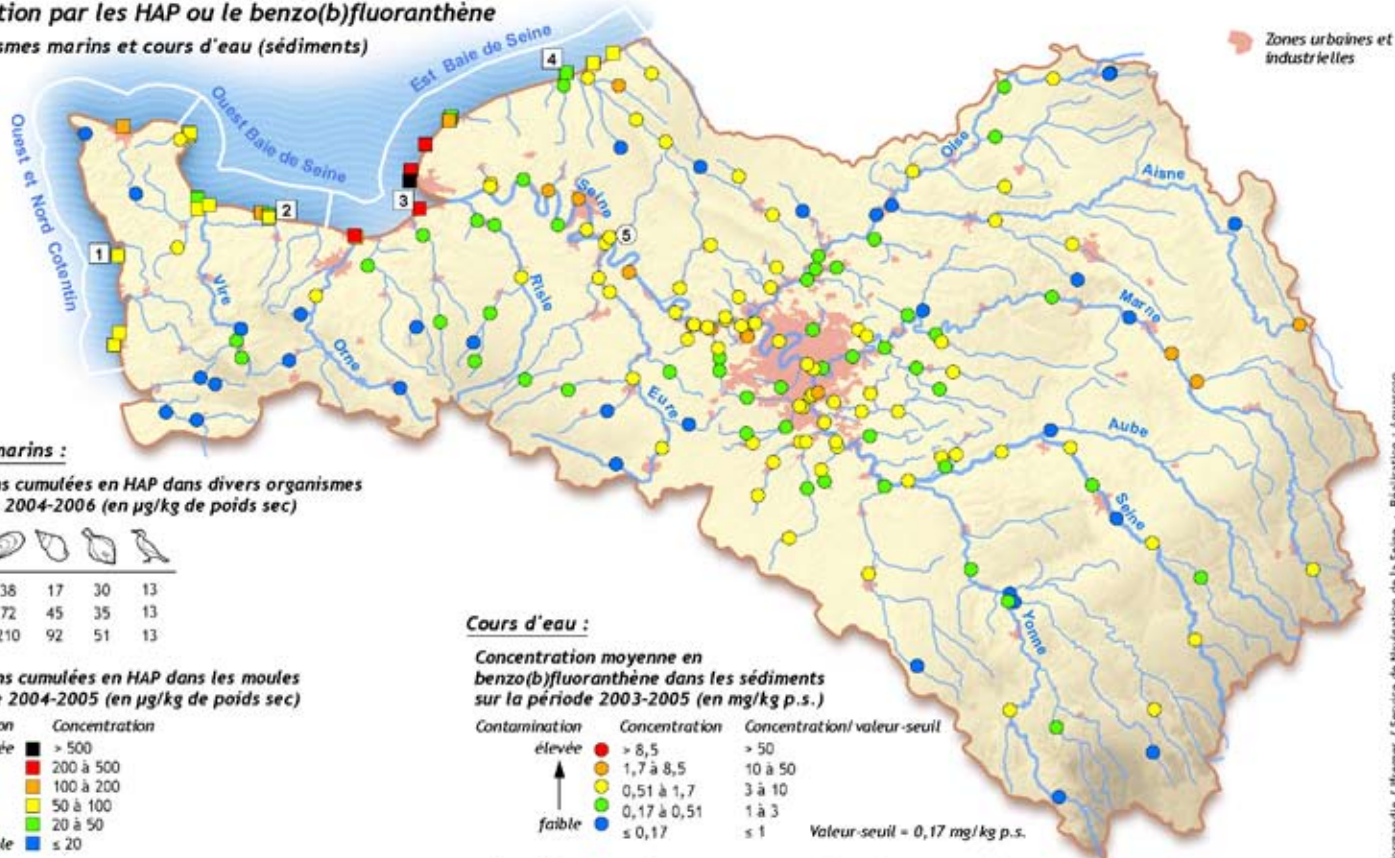 tion par les HAP ou le benzo(b)fluoranthène
smes marins et cours d'eau (sédiments)
Zones urbaines et
industrielles
Ouest et Nord Cotentin
Ouest Baie de Seine
Est Baie de Seine
4
3
2
1
5
Seine
Oise
Aisne
Vire
Orne
Risle
Eure
Marne
Aube
Seine
Yonne
marins :
ns cumulées en HAP dans divers organismes
2004-2006 (en µg/kg de poids sec)
38 17 30 13
72 45 35 13
210 92 51 13
ns cumulées en HAP dans les moules
2004-2005 (en µg/kg de poids sec)
on Concentration
ée > 500
200 à 500
100 à 200
50 à 100
20 à 50
le ≤ 20
Cours d'eau :
Concentration moyenne en
benzo(b)fluoranthène dans les sédiments
sur la période 2003-2005 (en mg/kg p.s.)
Contamination Concentration Concentration/valeur-seuil
élevée > 8,5 > 50
1,7 à 8,5 10 à 50
0,51 à 1,7 3 à 10
0,17 à 0,51 1 à 3
faible ≤ 0,17 ≤ 1 Valeur-seuil = 0,17 mg/kg p.s.